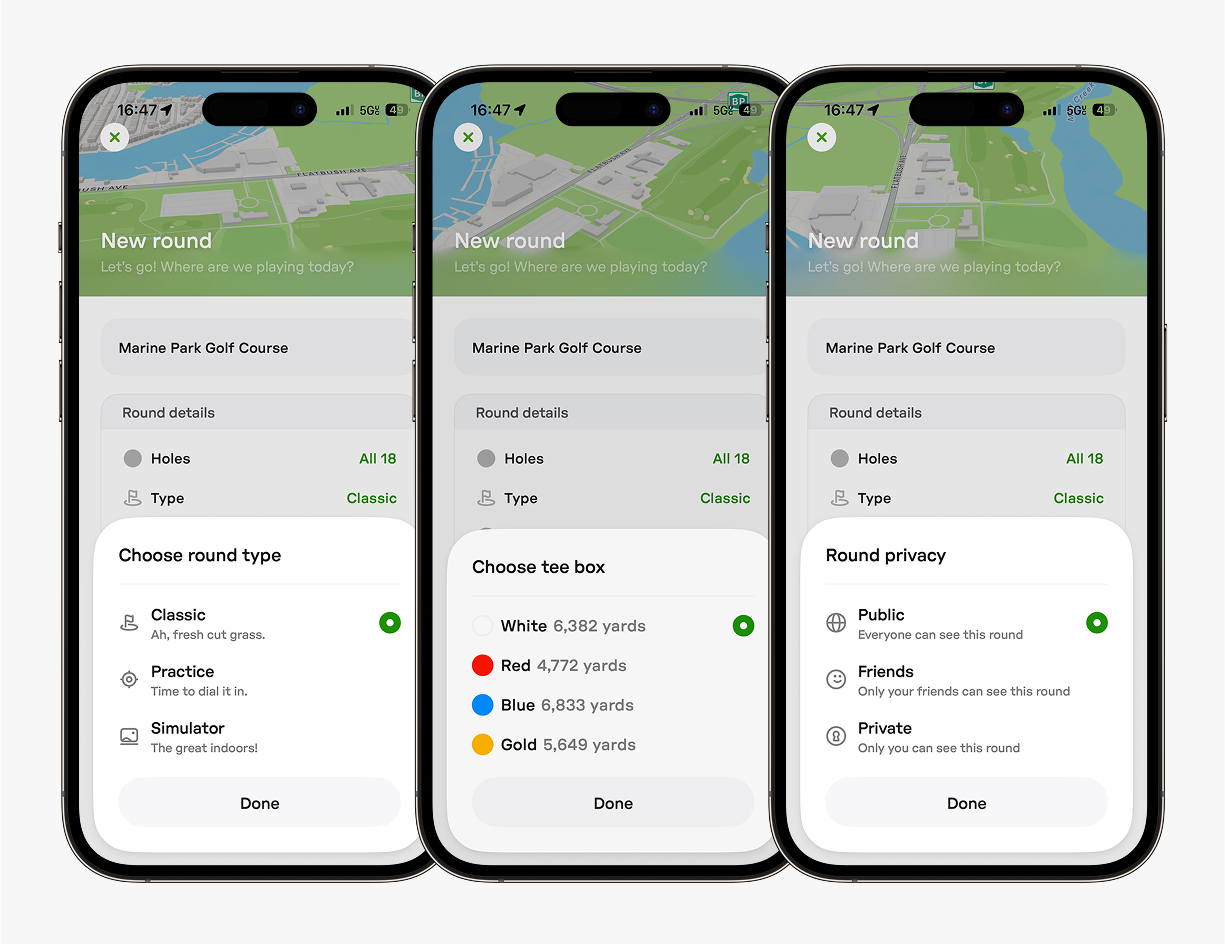 16:47
5G
49
BP
FLATBUSH AVE
BUSH AVE
New round
Let's go! Where are we playing today?
Marine Park Golf Course
Round details
Holes All 18
Type Classic
Choose round type
Classic
Ah, fresh cut grass.
Practice
Time to dial it in.
Simulator
The great indoors!
Done
16:47
5G
BP
49
FLATBUSH AVE
New round
Let's go! Where are we playing today?
Marine Park Golf Course
Round details
Holes All 18
Type Classic
Choose tee box
White 6,382 yards
Red 4,772 yards
Blue 6,833 yards
Gold 5,649 yards
Done
BP
16:47
5G
49
Creek
FLATBUSH AVE
New round
Let's go! Where are we playing today?
Marine Park Golf Course
Round details
Holes All 18
Type Classic
Round privacy
Public
Everyone can see this round
Friends
Only your friends can see this round
Private
Only you can see this round
Done